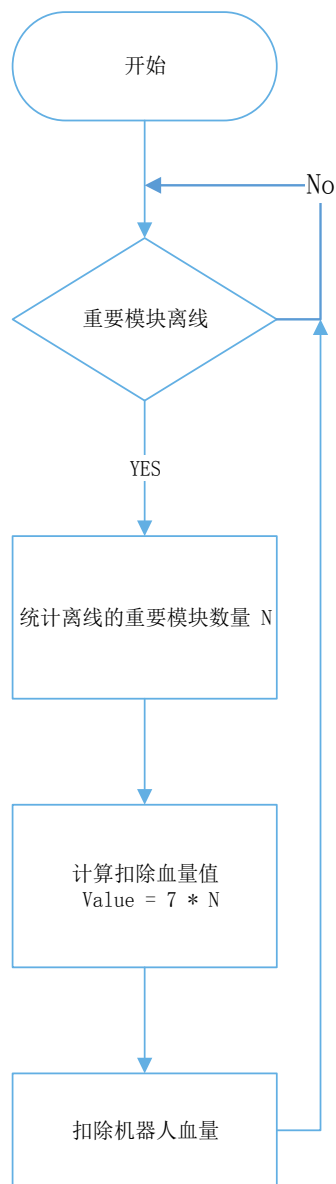 开始
No
重要模块离线
YES
统计离线的重要模块数量 N
计算扣除血量值
Value = 7 * N
扣除机器人血量